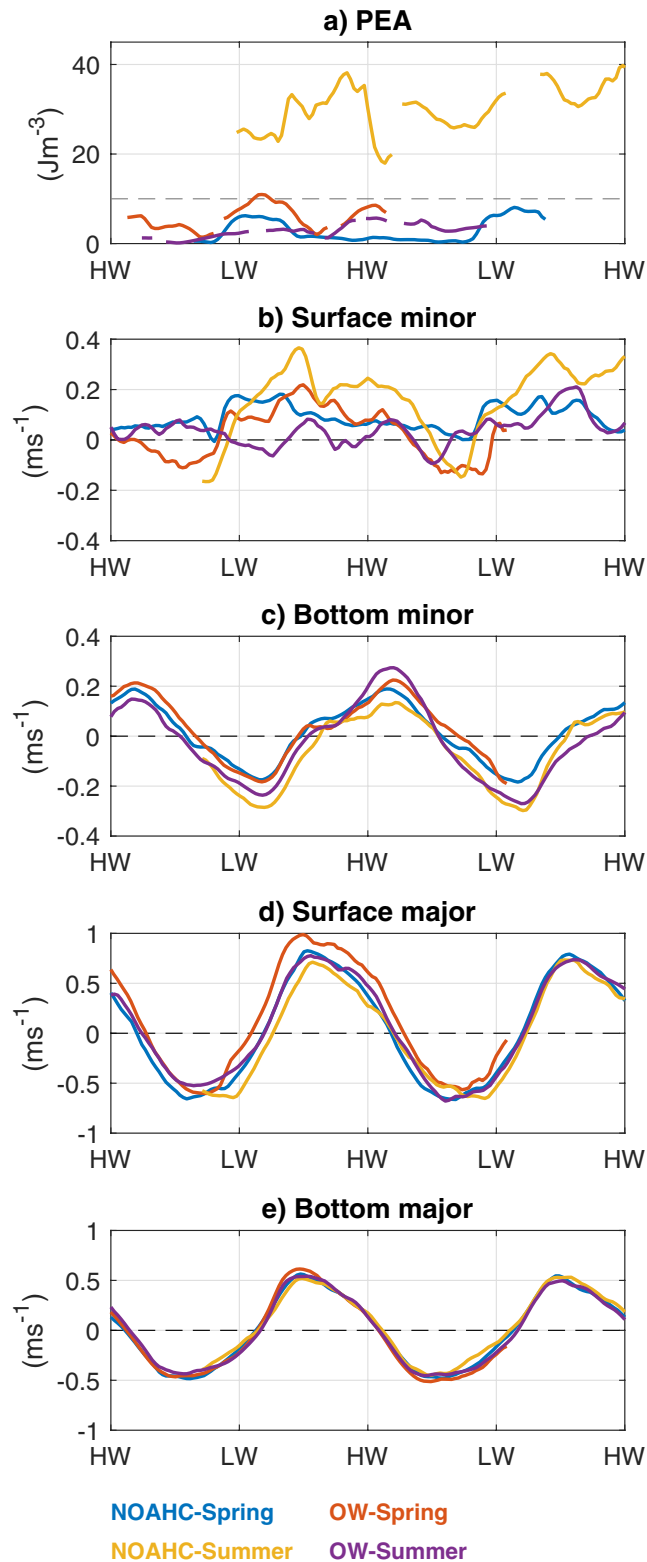 a) PEA
(Jm-3)
40
20
0
HW LW HW LW HW
b) Surface minor
(ms-1)
0.4
0.2
0
-0.2
-0.4
HW LW HW LW HW
c) Bottom minor
(ms-1)
0.4
0.2
0
-0.2
-0.4
HW LW HW LW HW
d) Surface major
(ms-1)
1
0.5
0
-0.5
-1
HW LW HW LW HW
e) Bottom major
(ms-1)
1
0.5
0
-0.5
-1
HW LW HW LW HW
NOAHC-Spring OW-Spring
NOAHC-Summer OW-Summer